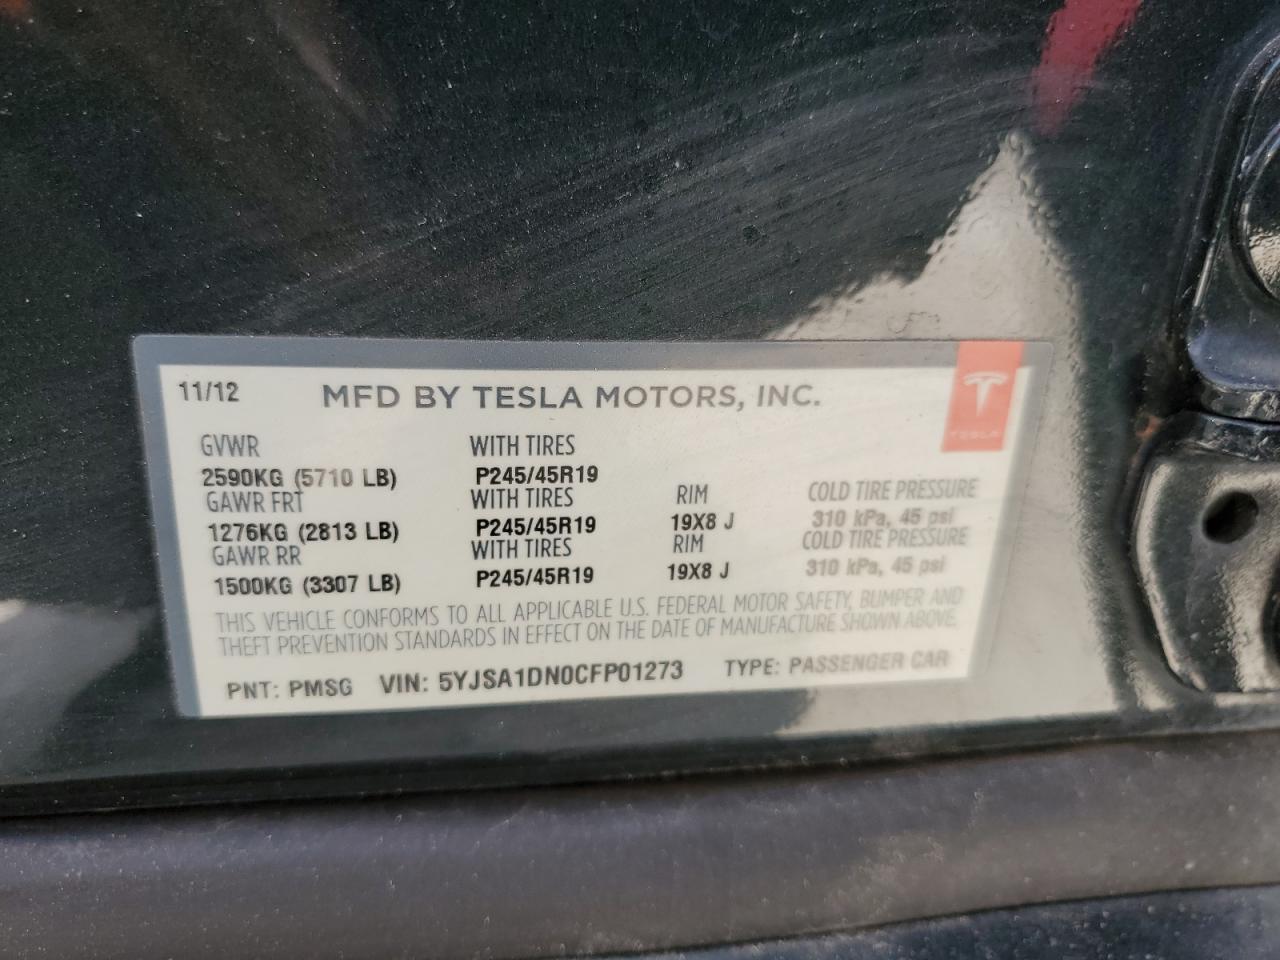 11/12 MFD BY TESLA MOTORS, INC.
TESLA
GVWR WITH TIRES
2590KG (5710 LB) P245/45R19
GAWR FRT WITH TIRES RIM COLD TIRE PRESSURE
1276KG (2813 LB) P245/45R19 19X8 J 310 kPa, 45 psi
GAWR RR WITH TIRES RIM COLD TIRE PRESSURE
1500KG (3307 LB) P245/45R19 19X8 J 310 kPa, 45 psi
THIS VEHICLE CONFORMS TO ALL APPLICABLE U.S. FEDERAL MOTOR SAFETY, BUMPER AND
THEFT PREVENTION STANDARDS IN EFFECT ON THE DATE OF MANUFACTURE SHOWN ABOVE.
PNT: PMSG VIN: 5YJSA1DN0CFP01273 TYPE: PASSENGER CAR